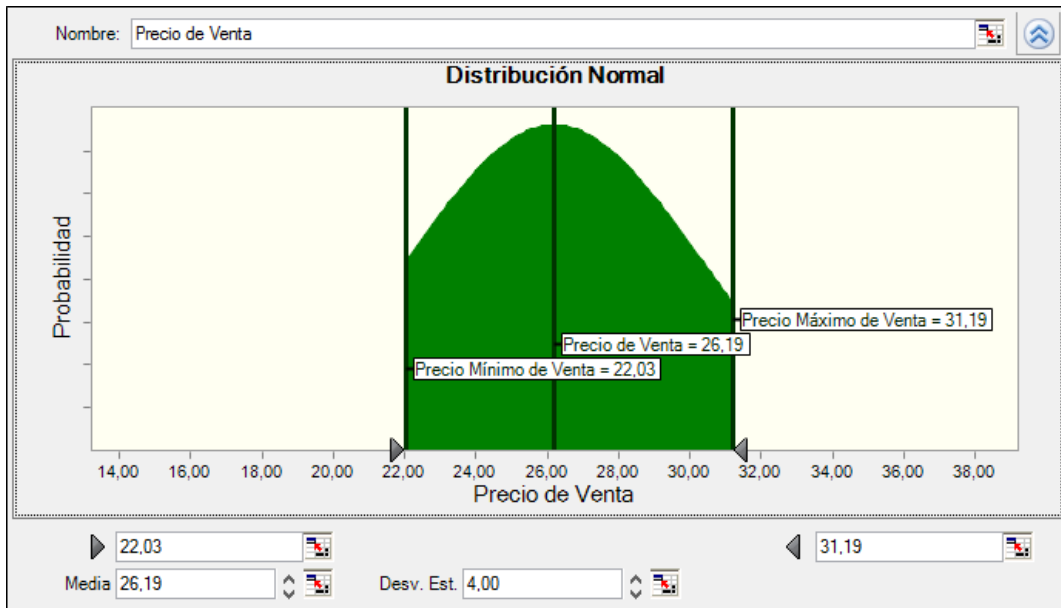 Nombre: Precio de Venta
Distribución Normal
Probabilidad
Precio Máximo de Venta = 31,19
Precio de Venta = 26,19
Precio Mínimo de Venta = 22,03
14,00 16,00 18,00 20,00 22,00 24,00 26,00 28,00 30,00 32,00 34,00 36,00 38,00
Precio de Venta
22,03 31,19
Media 26,19 Desv. Est. 4,00